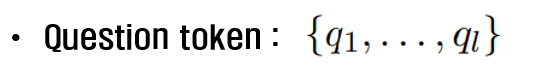 • Question token : {q₁, . . . , qₗ}